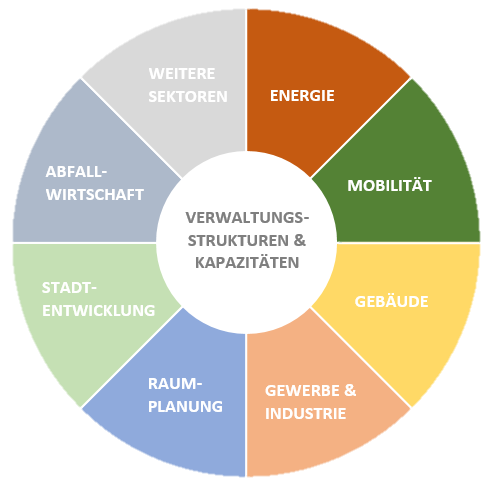 WEITERE
SEKTOREN
ENERGIE
MOBILITÄT
GEBÄUDE
GEWERBE &
INDUSTRIE
RAUM-
PLANUNG
STADT-
ENTWICKLUNG
ABFALL-
WIRTSCHAFT
VERWALTUNGS-
STRUKTUREN &
KAPAZITÄTEN